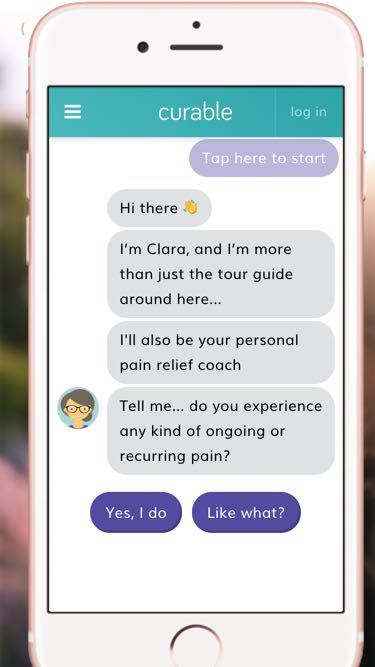 curable
log in
Tap here to start
Hi there 👋
I'm Clara, and I'm more
than just the tour guide
around here...
I'll also be your personal
pain relief coach
Tell me... do you experience
any kind of ongoing or
recurring pain?
Yes, I do
Like what?